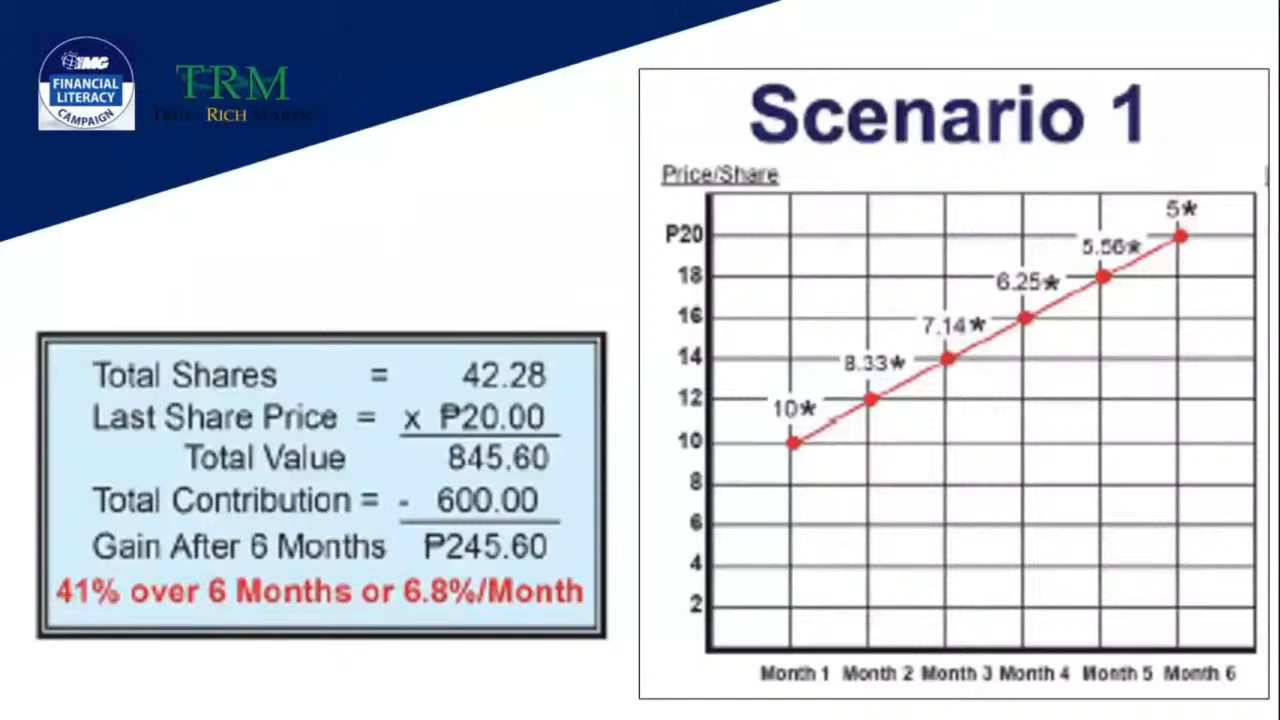 IMG
FINANCIAL
LITERACY
CAMPAIGN
TRM
TRULY RICH MAKERS
Scenario 1
Price/Share
P20
18
16
14
12
10
8
6
4
2
10*
8.33*
7.14*
6.25*
5.56*
5*
Month 1 Month 2 Month 3 Month 4 Month 5 Month 6
Total Shares = 42.28
Last Share Price = x ₱20.00
Total Value 845.60
Total Contribution = - 600.00
Gain After 6 Months ₱245.60
41% over 6 Months or 6.8%/Month